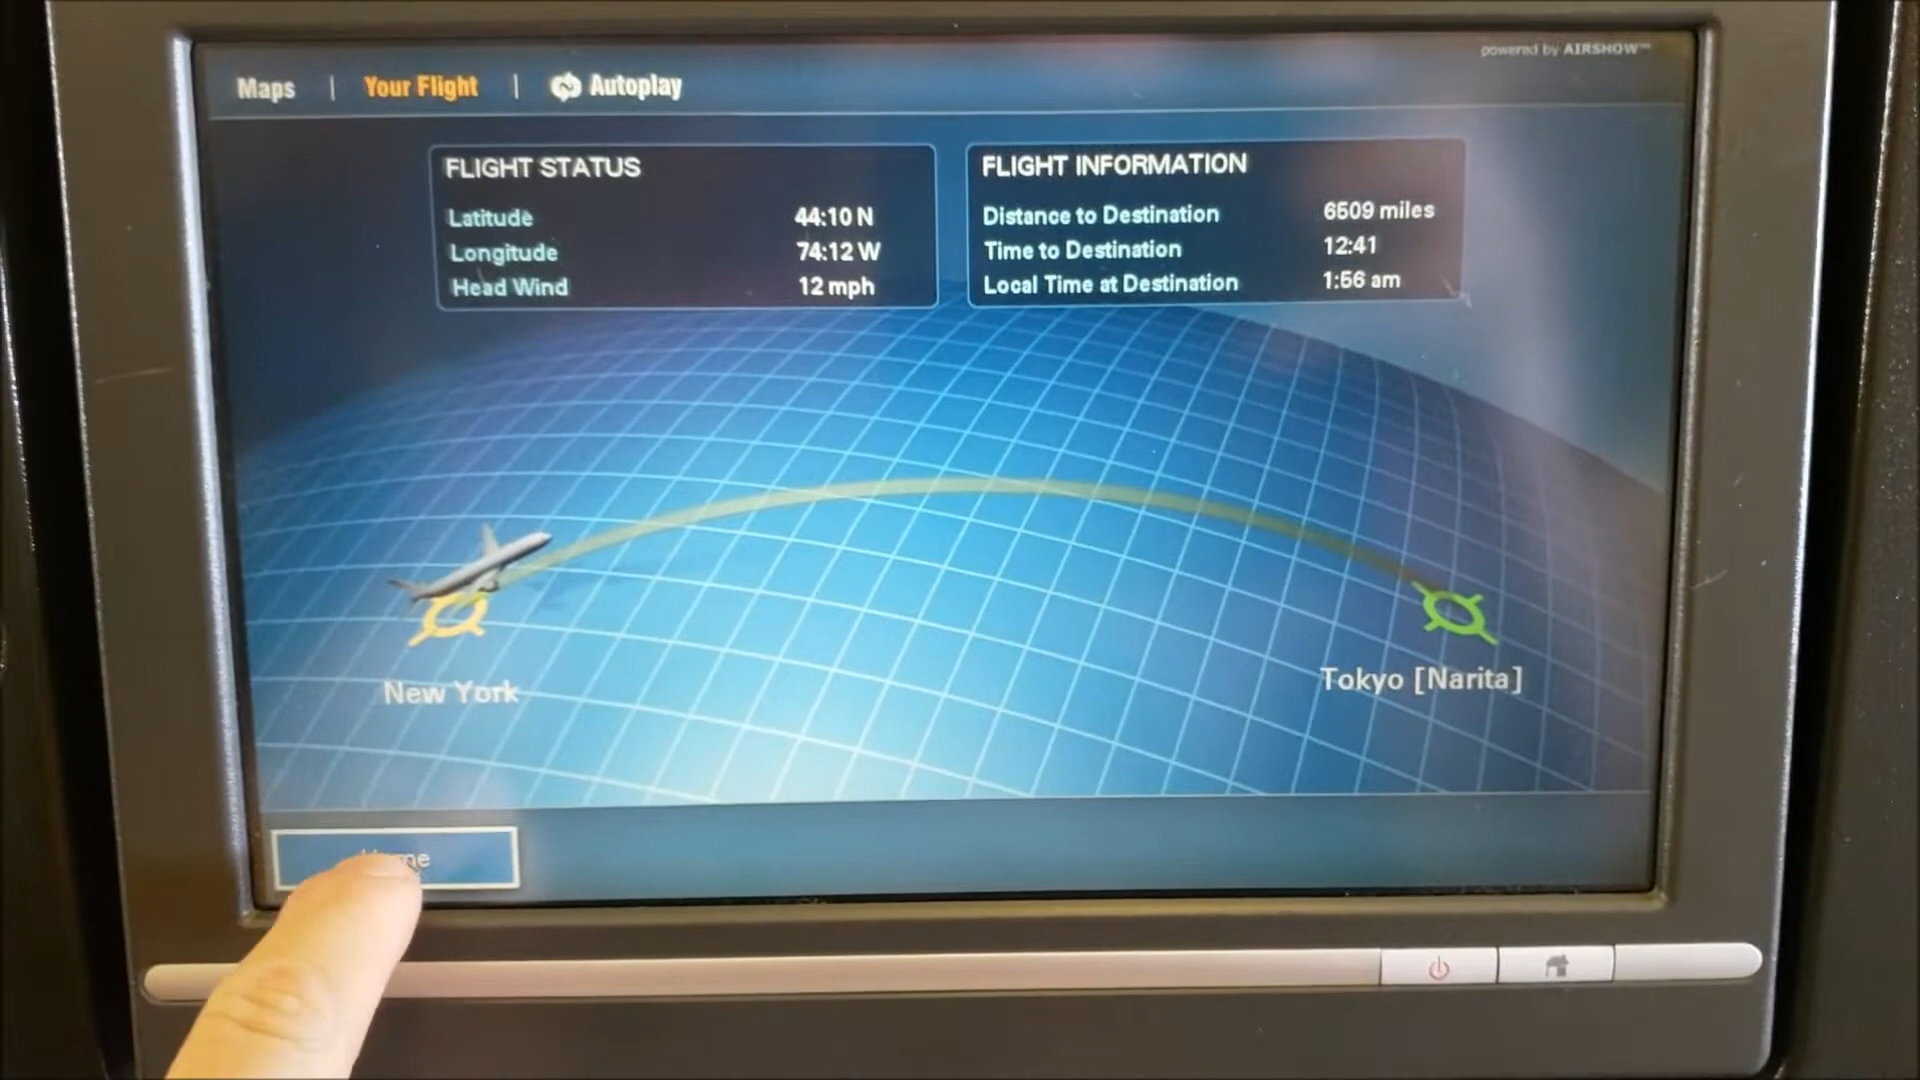 powered by AIRSHOW™
Maps | Your Flight | Autoplay
FLIGHT STATUS
Latitude 44:10 N
Longitude 74:12 W
Head Wind 12 mph
FLIGHT INFORMATION
Distance to Destination 6509 miles
Time to Destination 12:41
Local Time at Destination 1:56 am
New York
Tokyo [Narita]